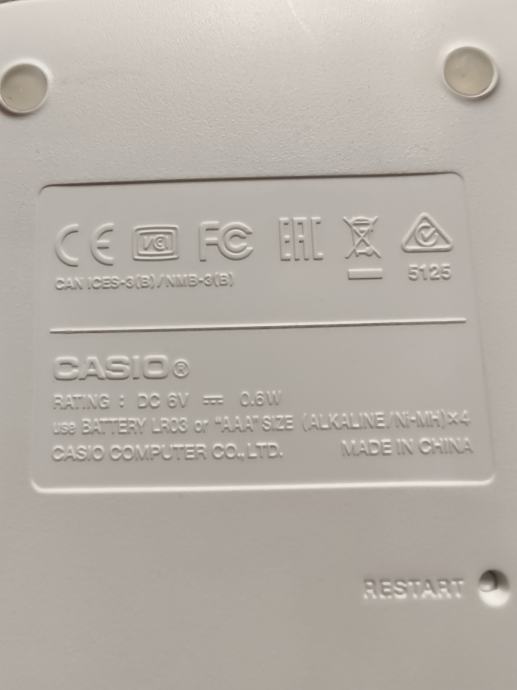 CE VCI FC EAC
5125
CAN ICES-3(B)/NMB-3(B)
CASIO®
RATING : DC 6V ⎓ 0.6W
use BATTERY LR03 or "AAA" SIZE (ALKALINE/Ni-MH)×4
CASIO COMPUTER CO.,LTD. MADE IN CHINA
RESTART